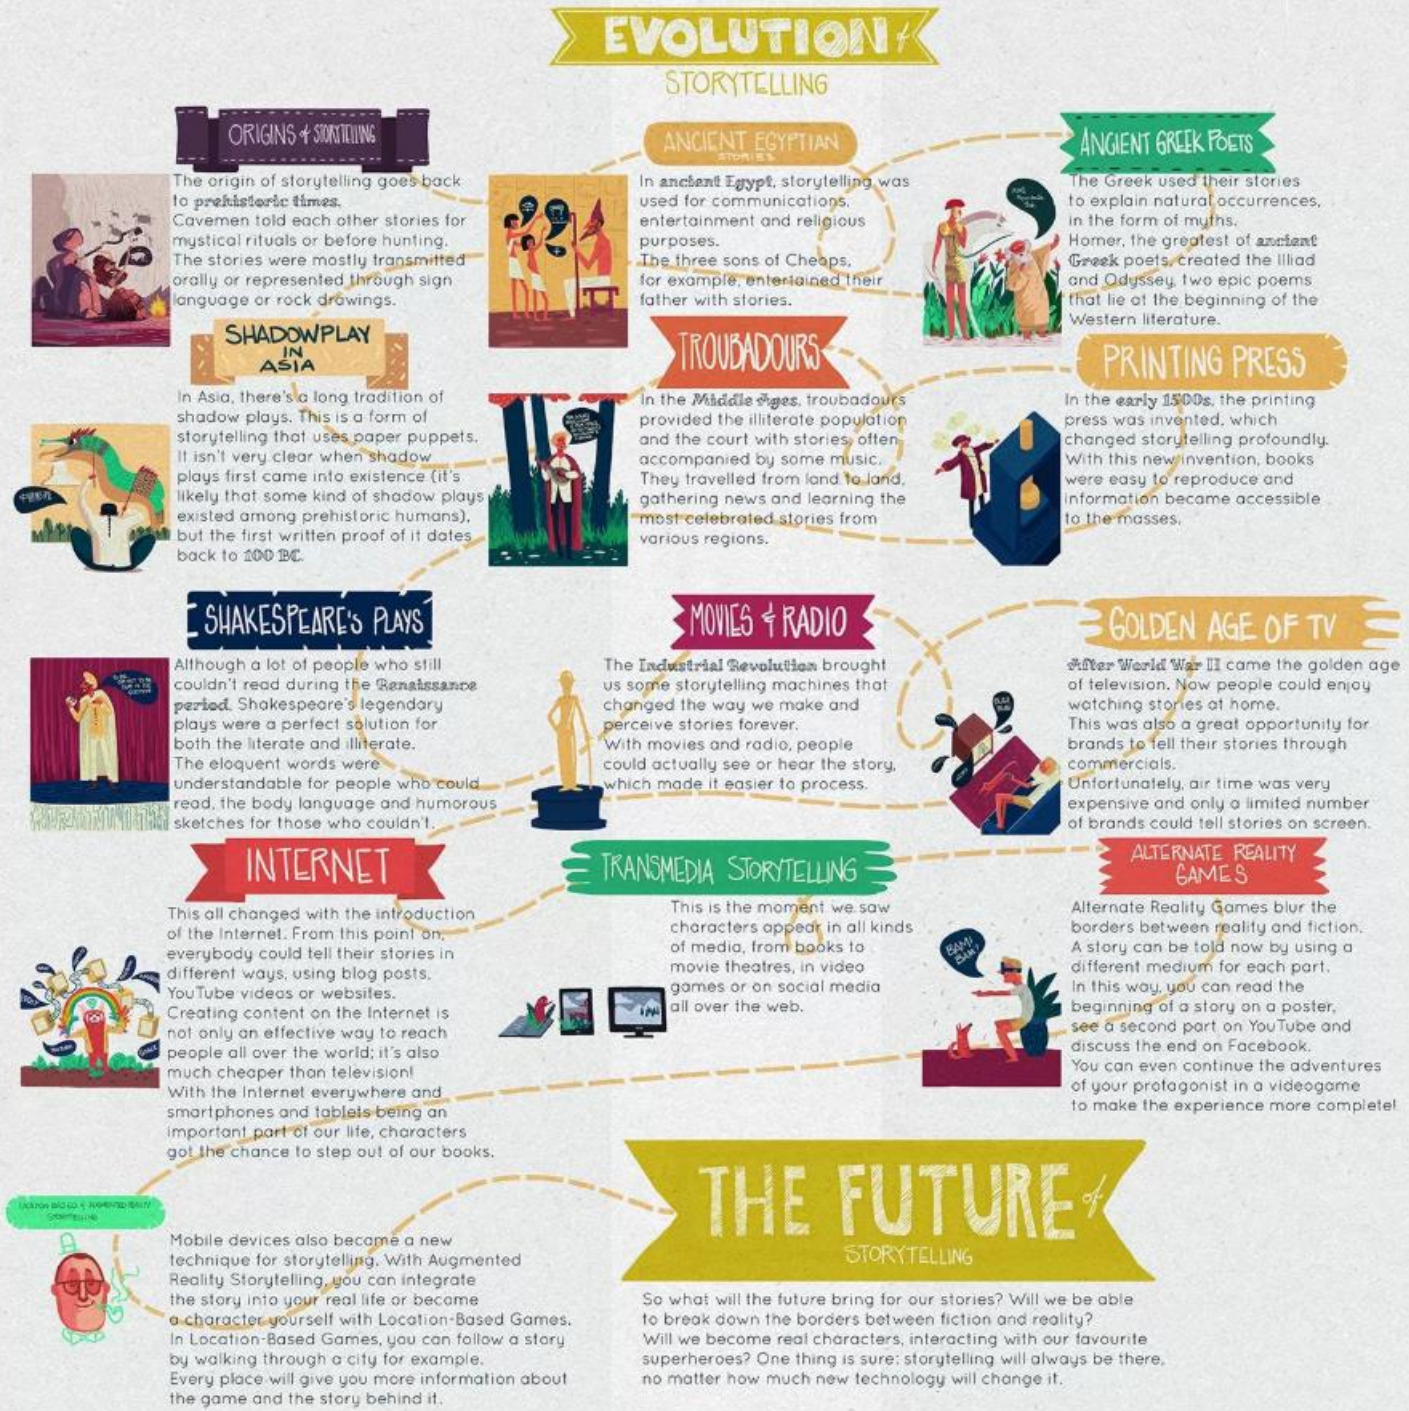 EVOLUTION of
STORYTELLING
ORIGINS of STORYTELLING
The origin of storytelling goes back
to prehistoric times.
Cavemen told each other stories for
mystical rituals or before hunting.
The stories were mostly transmitted
orally or represented through sign
language or rock drawings.
ANCIENT EGYPTIAN
STORIES
In ancient Egypt, storytelling was
used for communications,
entertainment and religious
purposes.
The three sons of Cheops,
for example, entertained their
father with stories.
ANCIENT GREEK POETS
The Greek used their stories
to explain natural occurrences,
in the form of myths.
Homer, the greatest of ancient
Greek poets, created the Illiad
and Odyssey, two epic poems
that lie at the beginning of the
Western literature.
SHADOWPLAY
IN
ASIA
In Asia, there's a long tradition of
shadow plays. This is a form of
storytelling that uses paper puppets.
It isn't very clear when shadow
plays first came into existence (it's
likely that some kind of shadow plays
existed among prehistoric humans),
but the first written proof of it dates
back to 100 BC.
TROUBADOURS
In the Middle Ages, troubadours
provided the illiterate population
and the court with stories, often
accompanied by some music.
They travelled from land to land,
gathering news and learning the
most celebrated stories from
various regions.
PRINTING PRESS
In the early 1500s, the printing
press was invented, which
changed storytelling profoundly.
With this new invention, books
were easy to reproduce and
information became accessible
to the masses.
SHAKESPEARE'S PLAYS
Although a lot of people who still
couldn't read during the Renaissance
period, Shakespeare's legendary
plays were a perfect solution for
both the literate and illiterate.
The eloquent words were
understandable for people who could
read, the body language and humorous
sketches for those who couldn't.
MOVIES & RADIO
The Industrial Revolution brought
us some storytelling machines that
changed the way we make and
perceive stories forever.
With movies and radio, people
could actually see or hear the story,
which made it easier to process.
GOLDEN AGE OF TV
After World War II came the golden age
of television. Now people could enjoy
watching stories at home.
This was also a great opportunity for
brands to tell their stories through
commercials.
Unfortunately, air time was very
expensive and only a limited number
of brands could tell stories on screen.
INTERNET
This all changed with the introduction
of the Internet. From this point on,
everybody could tell their stories in
different ways, using blog posts,
YouTube videos or websites.
Creating content on the Internet is
not only an effective way to reach
people all over the world; it's also
much cheaper than television!
With the Internet everywhere and
smartphones and tablets being an
important part of our life, characters
got the chance to step out of our books.
TRANSMEDIA STORYTELLING
This is the moment we saw
characters appear in all kinds
of media, from books to
movie theatres, in video
games or on social media
all over the web.
ALTERNATE REALITY
GAMES
BAM!
BAM!
Alternate Reality Games blur the
borders between reality and fiction.
A story can be told now by using a
different medium for each part.
In this way, you can read the
beginning of a story on a poster,
see a second part on YouTube and
discuss the end on Facebook.
You can even continue the adventures
of your protagonist in a videogame
to make the experience more complete!
STORYTELLING
Mobile devices also became a new
technique for storytelling. With Augmented
Reality Storytelling, you can integrate
the story into your real life or become
a character yourself with Location-Based Games.
In Location-Based Games, you can follow a story
by walking through a city for example.
Every place will give you more information about
the game and the story behind it.
THE FUTURE of
STORYTELLING
So what will the future bring for our stories? Will we be able
to break down the borders between fiction and reality?
Will we become real characters, interacting with our favourite
superheroes? One thing is sure: storytelling will always be there,
no matter how much new technology will change it.